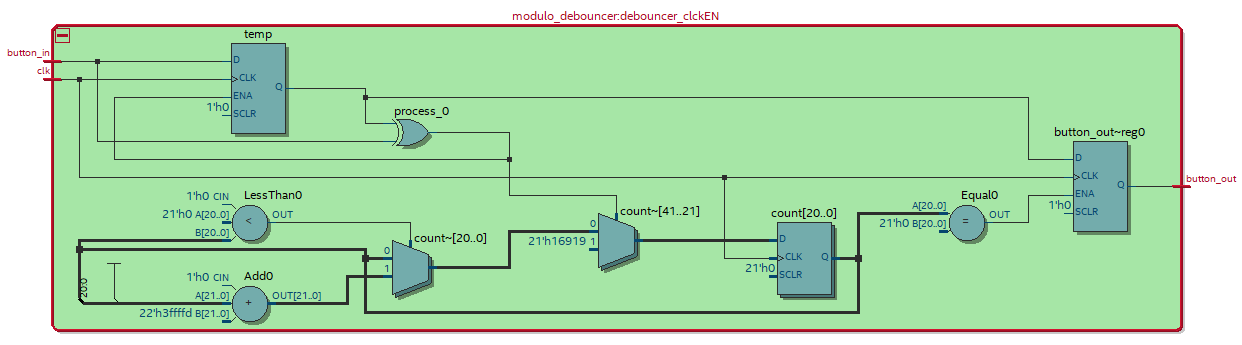 modulo_debouncer:debouncer_clckEN
temp
button_in
D
clk
CLK
Q
ENA
1'h0 SCLR
process_0
button_out~reg0
D
CLK
Q
button_out
ENA
1'h0 SCLR
LessThan0
1'h0 CIN
21'h0 A[20..0]
<
OUT
B[20..0]
count~[20..0]
0
1
count~[41..21]
0
21'h16919 1
count[20..0]
D
CLK
Q
21'h0
SCLR
Equal0
A[20..0]
=
OUT
21'h0 B[20..0]
20:0
Add0
1'h0 CIN
A[21..0]
+
OUT[21..0]
22'h3ffffd B[21..0]